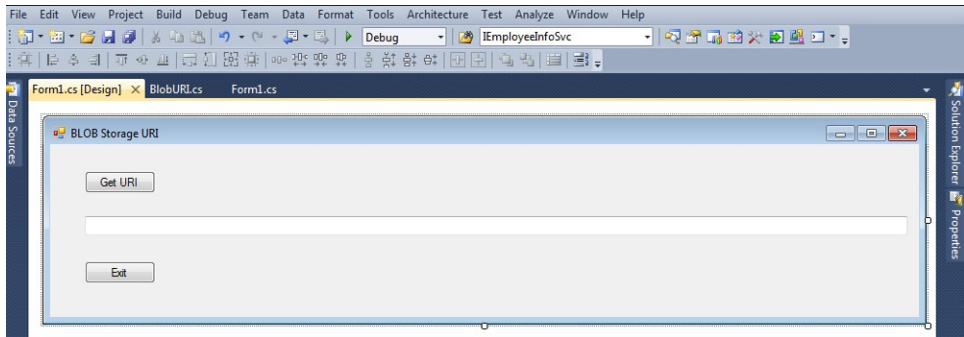 File Edit View Project Build Debug Team Data Format Tools Architecture Test Analyze Window Help
Debug IEmployeeInfoSvc
Form1.cs [Design] BlobURI.cs Form1.cs
Data Sources
BLOB Storage URI
Get URI
Exit
Solution Explorer
Properties